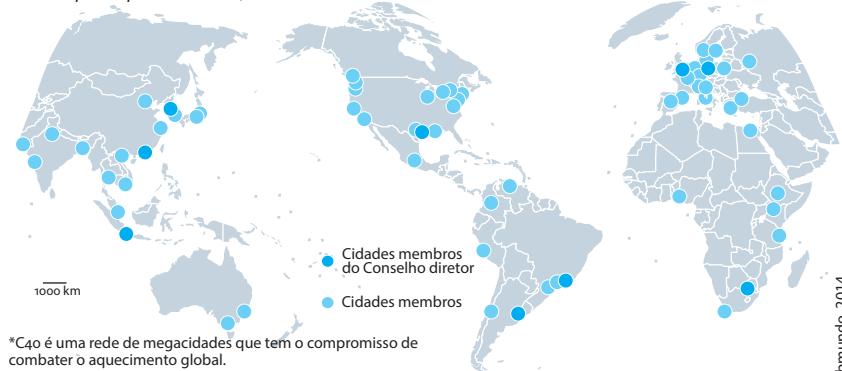 Cidades membros
do Conselho diretor
Cidades membros
1000 km
*C40 é uma rede de megacidades que tem o compromisso de
combater o aquecimento global.
2014